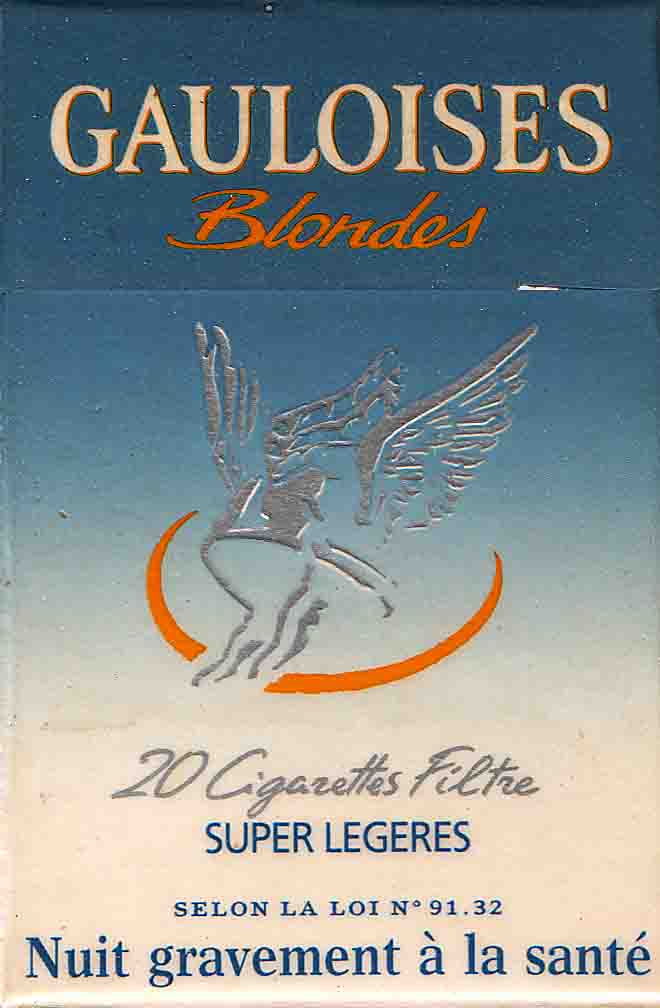 GAULOISES
Blondes
20 Cigarettes Filtre
SUPER LEGERES
SELON LA LOI N° 91.32
Nuit gravement à la santé